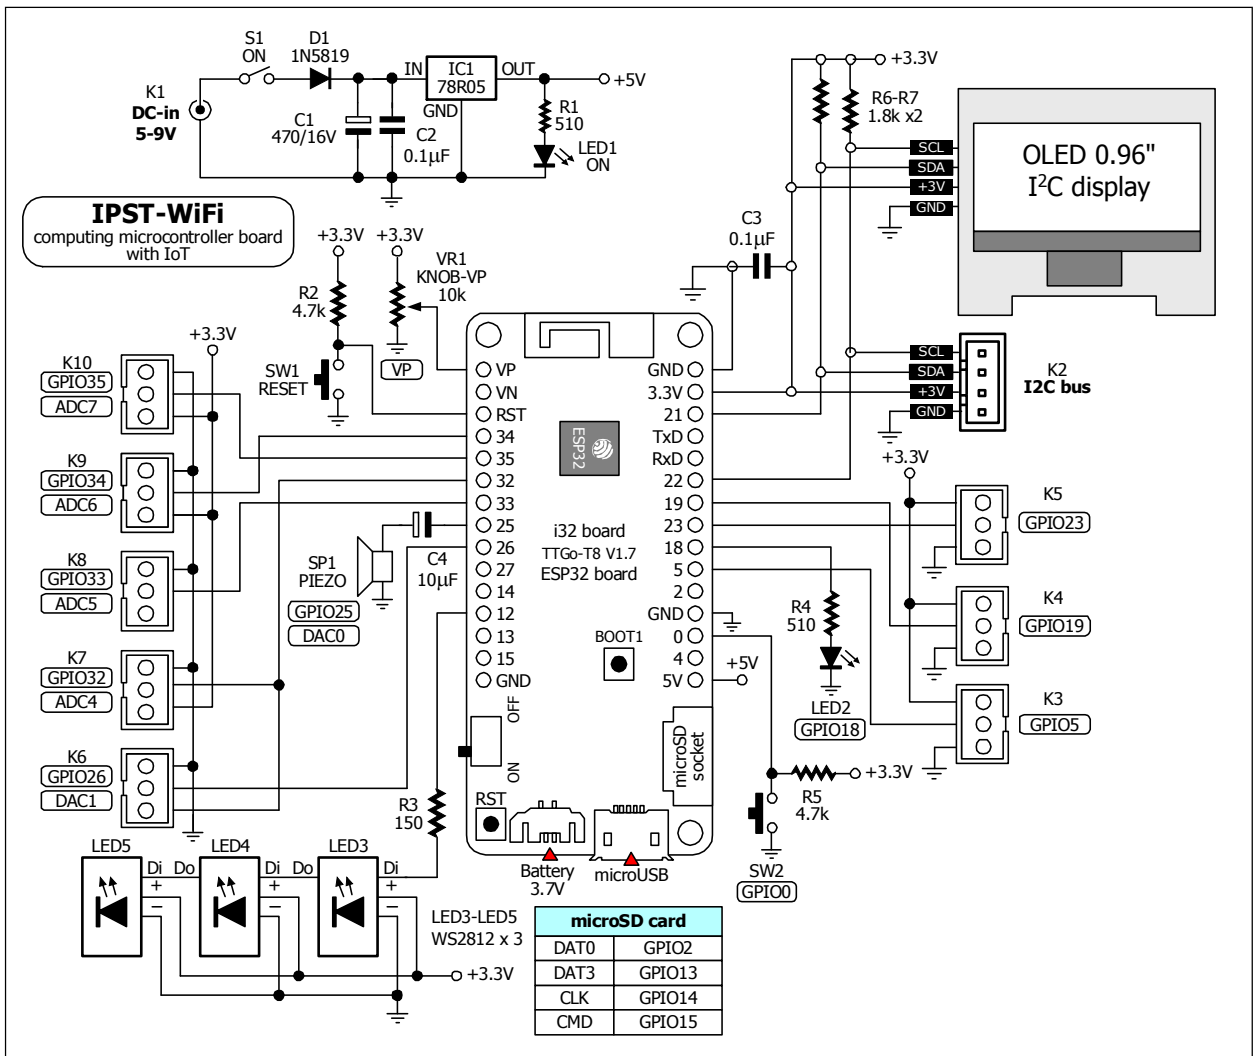 S1
ON
D1
1N5819
IN
IC1
78R05
OUT
GND
+5V
K1
DC-in
5-9V
C1
470/16V
C2
0.1µF
R1
510
LED1
ON
+3.3V
R6-R7
1.8k x2
SCL
SDA
+3V
GND
OLED 0.96"
I²C display
IPST-WiFi
computing microcontroller board
with IoT
C3
0.1µF
+3.3V
+3.3V
R2
4.7k
VR1
KNOB-VP
10k
VP
SW1
RESET
+3.3V
K10
GPIO35
ADC7
K9
GPIO34
ADC6
K8
GPIO33
ADC5
K7
GPIO32
ADC4
K6
GPIO26
DAC1
SP1
PIEZO
GPIO25
DAC0
C4
10µF
VP
VN
RST
34
35
32
33
25
26
27
14
12
13
15
GND
OFF
ON
RST
ESP32
i32 board
TTGo-T8 V1.7
ESP32 board
BOOT1
GND
3.3V
21
TxD
RxD
22
19
23
18
5
2
GND
0
4
5V
+5V
microSD
socket
SCL
SDA
+3V
GND
K2
I2C bus
+3.3V
K5
GPIO23
K4
GPIO19
K3
GPIO5
R4
510
LED2
GPIO18
R5
4.7k
+3.3V
SW2
GPIO0
R3
150
Battery
3.7V
microUSB
LED5
Di
Do
+
−
LED4
Di
Do
+
−
LED3
Di
+
−
LED3-LED5
WS2812 x 3
+3.3V
microSD card
DAT0 GPIO2
DAT3 GPIO13
CLK GPIO14
CMD GPIO15